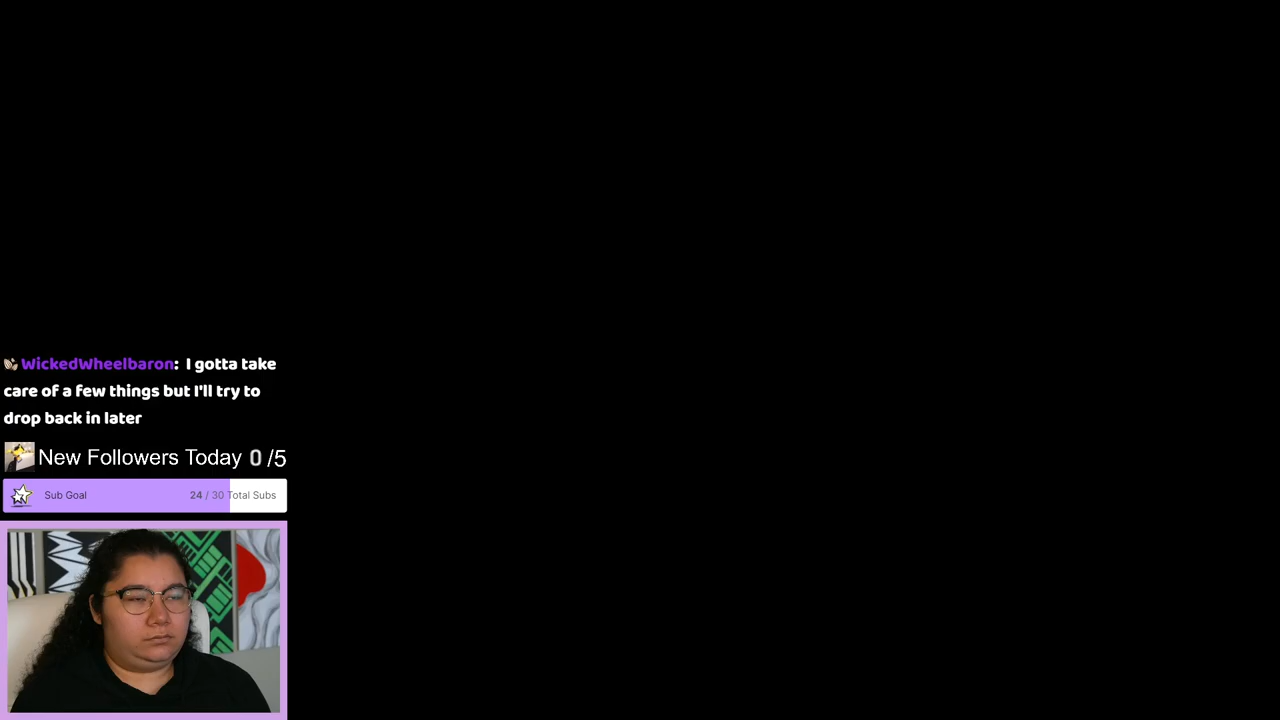 WickedWheelbaron: I gotta take
care of a few things but I'll try to
drop back in later
New Followers Today 0 /5
Sub Goal 24 / 30 Total Subs